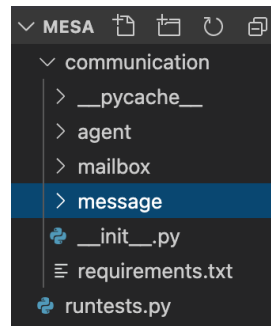 MESA
communication
__pycache__
agent
mailbox
message
__init__.py
requirements.txt
runtests.py